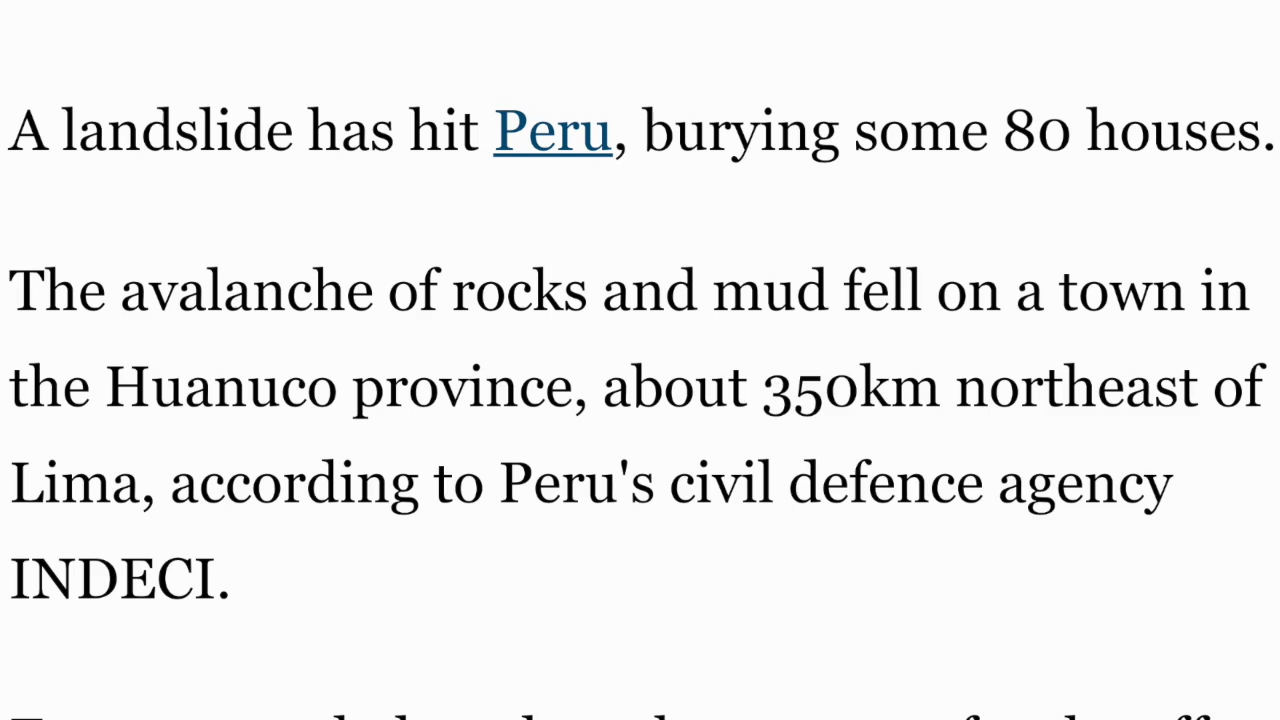 A landslide has hit Peru, burying some 80 houses.
The avalanche of rocks and mud fell on a town in
the Huanuco province, about 350km northeast of
Lima, according to Peru's civil defence agency
INDECI.